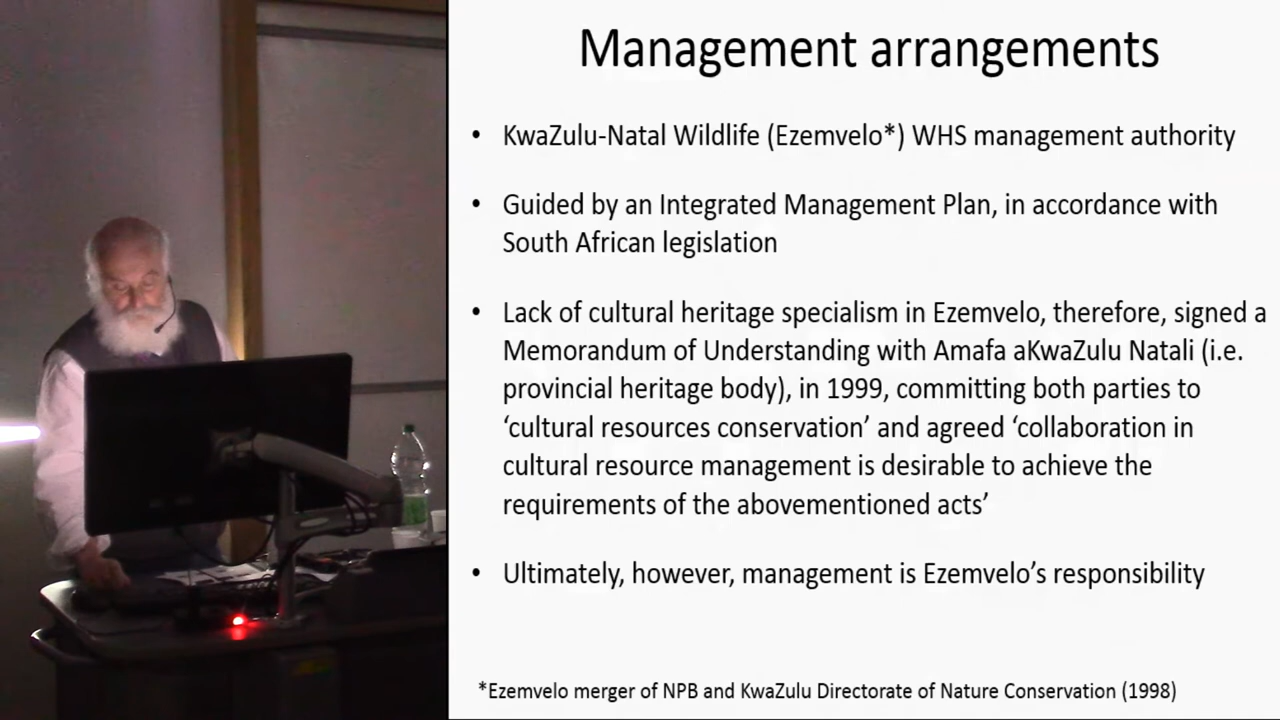 Management arrangements
• KwaZulu-Natal Wildlife (Ezemvelo*) WHS management authority
• Guided by an Integrated Management Plan, in accordance with
South African legislation
• Lack of cultural heritage specialism in Ezemvelo, therefore, signed a
Memorandum of Understanding with Amafa aKwaZulu Natali (i.e.
provincial heritage body), in 1999, committing both parties to
‘cultural resources conservation’ and agreed ‘collaboration in
cultural resource management is desirable to achieve the
requirements of the abovementioned acts’
• Ultimately, however, management is Ezemvelo’s responsibility
*Ezemvelo merger of NPB and KwaZulu Directorate of Nature Conservation (1998)